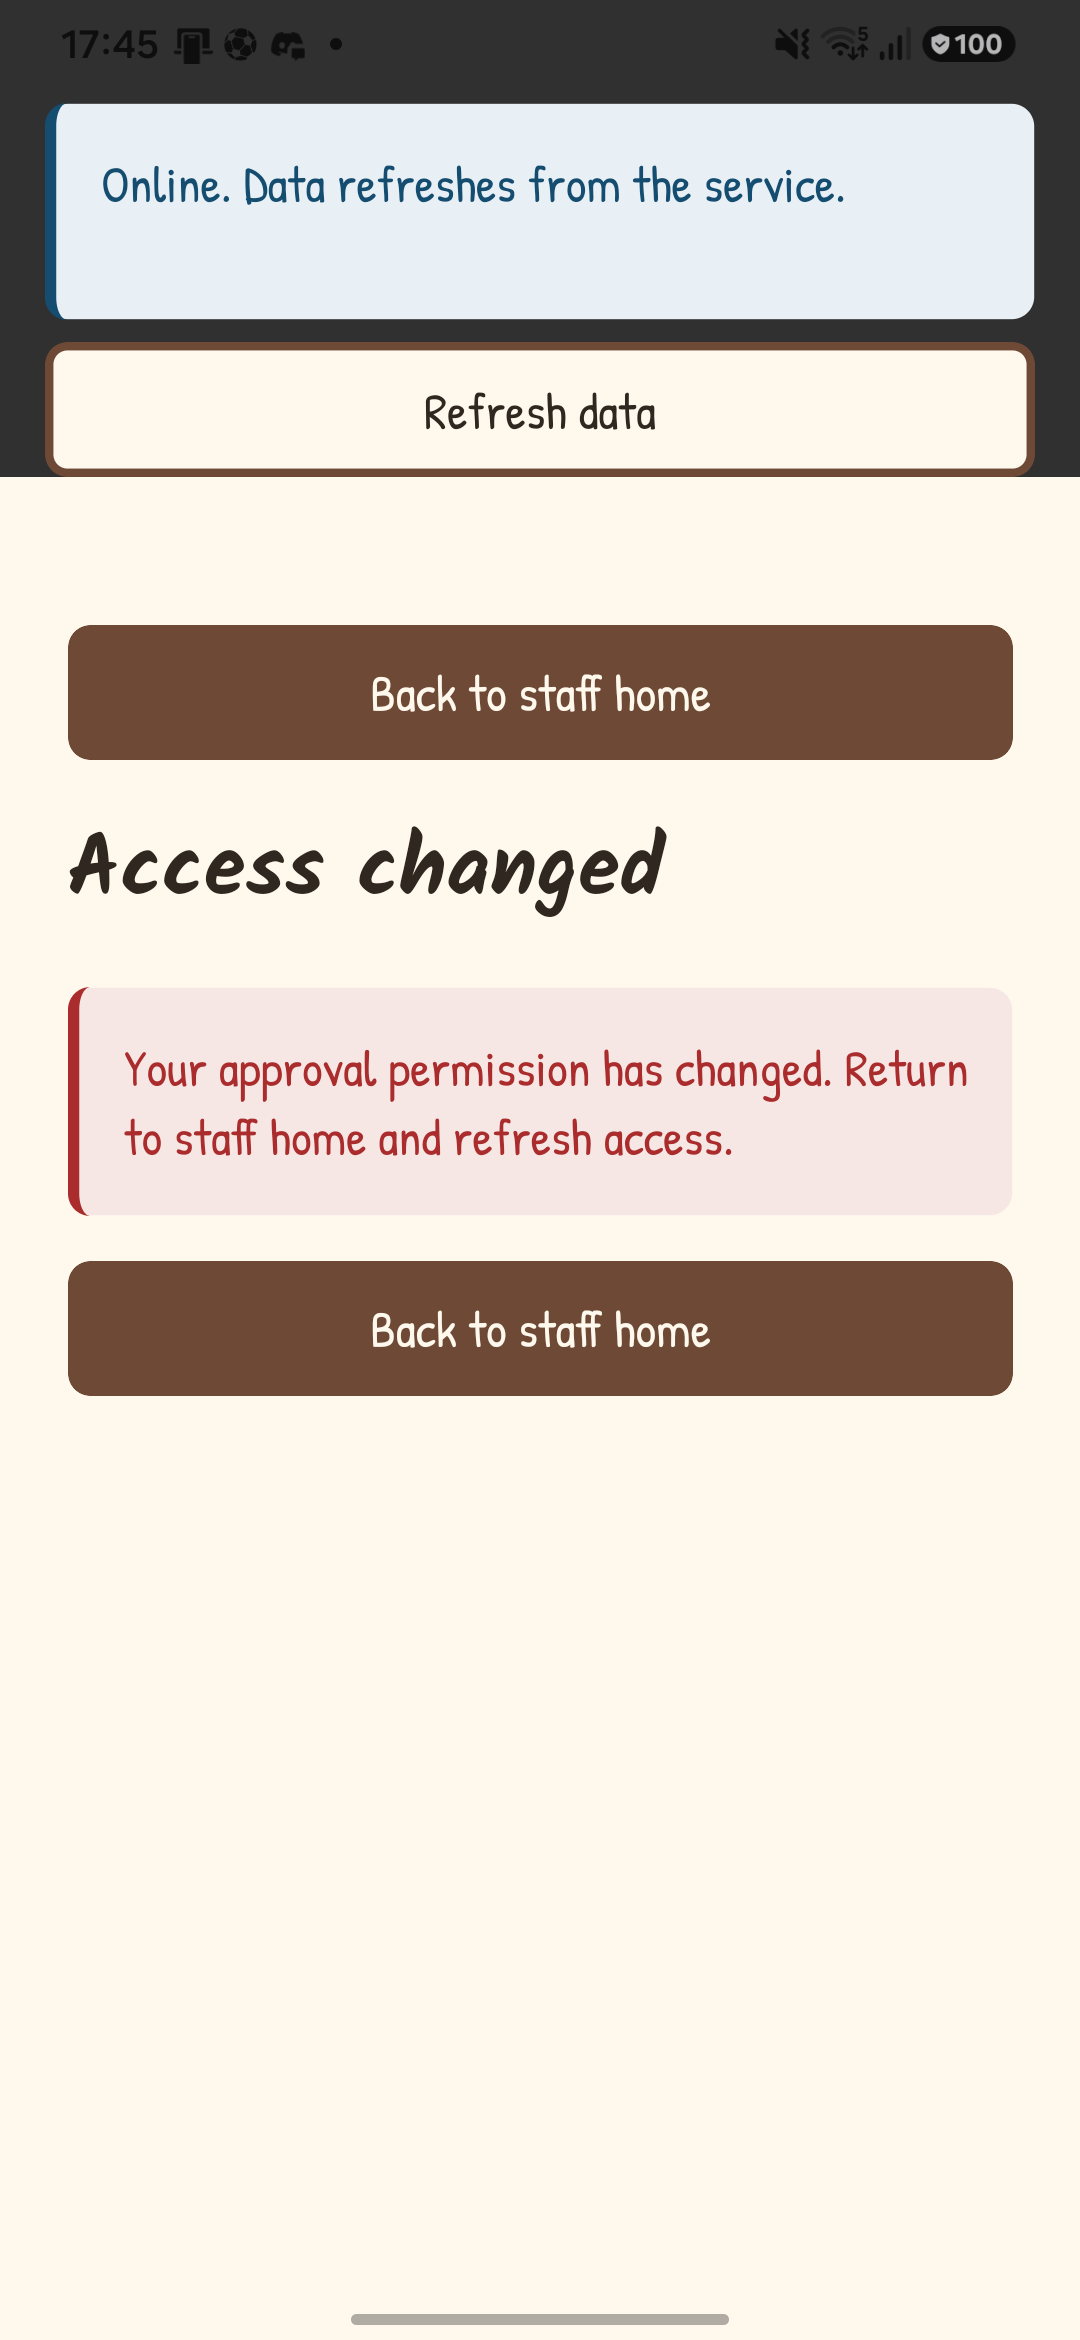 17:45
5
100
Online. Data refreshes from the service.
Refresh data
Back to staff home
Access changed
Your approval permission has changed. Return
to staff home and refresh access.
Back to staff home